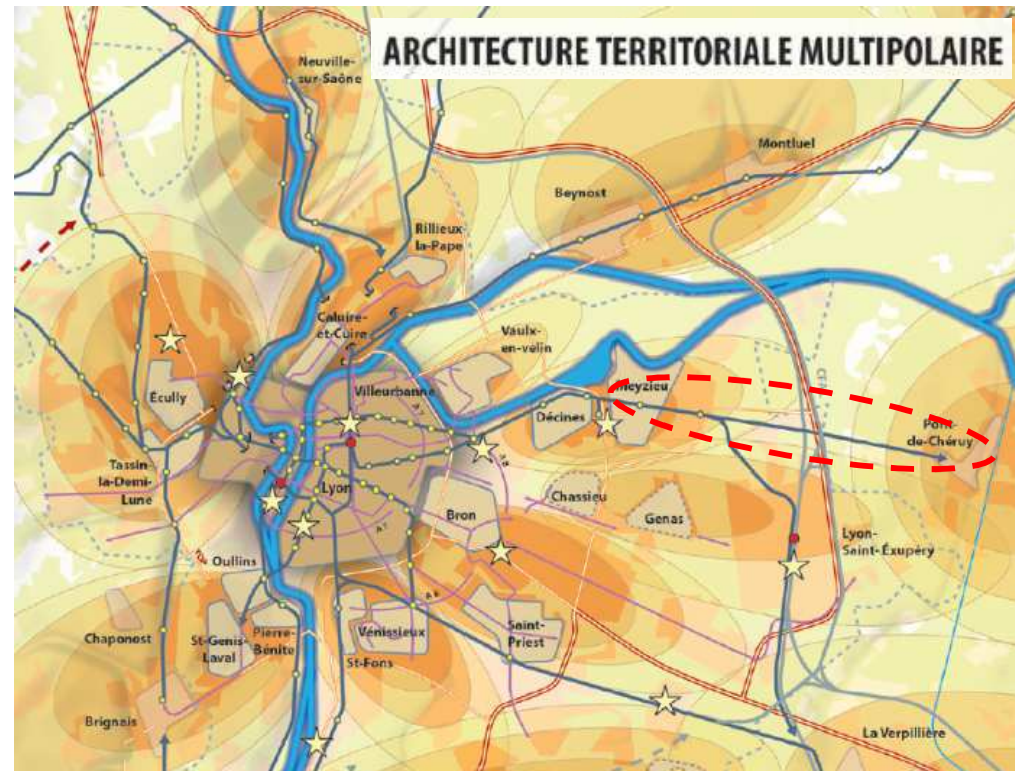 ARCHITECTURE TERRITORIALE MULTIPOLAIRE
Neuville-
sur-Saône
Montluel
Beynost
Rillieux
la-Pape
Caluire-
et-Cuire
Vaulx-
en-velin
Villeurbanne
Meyzieu
Écully
Décines
Pont-
de-Chéruy
Tassin-
la-Demi-
Lune
Lyon
Chassieu
Bron
Genas
Lyon-
Saint-Éxupéry
Oullins
Chaponost
St-Genis-
Laval
Pierre-
Bénite
Vénissieux
Saint-
Priest
St-Fons
Brignais
La Verpillière